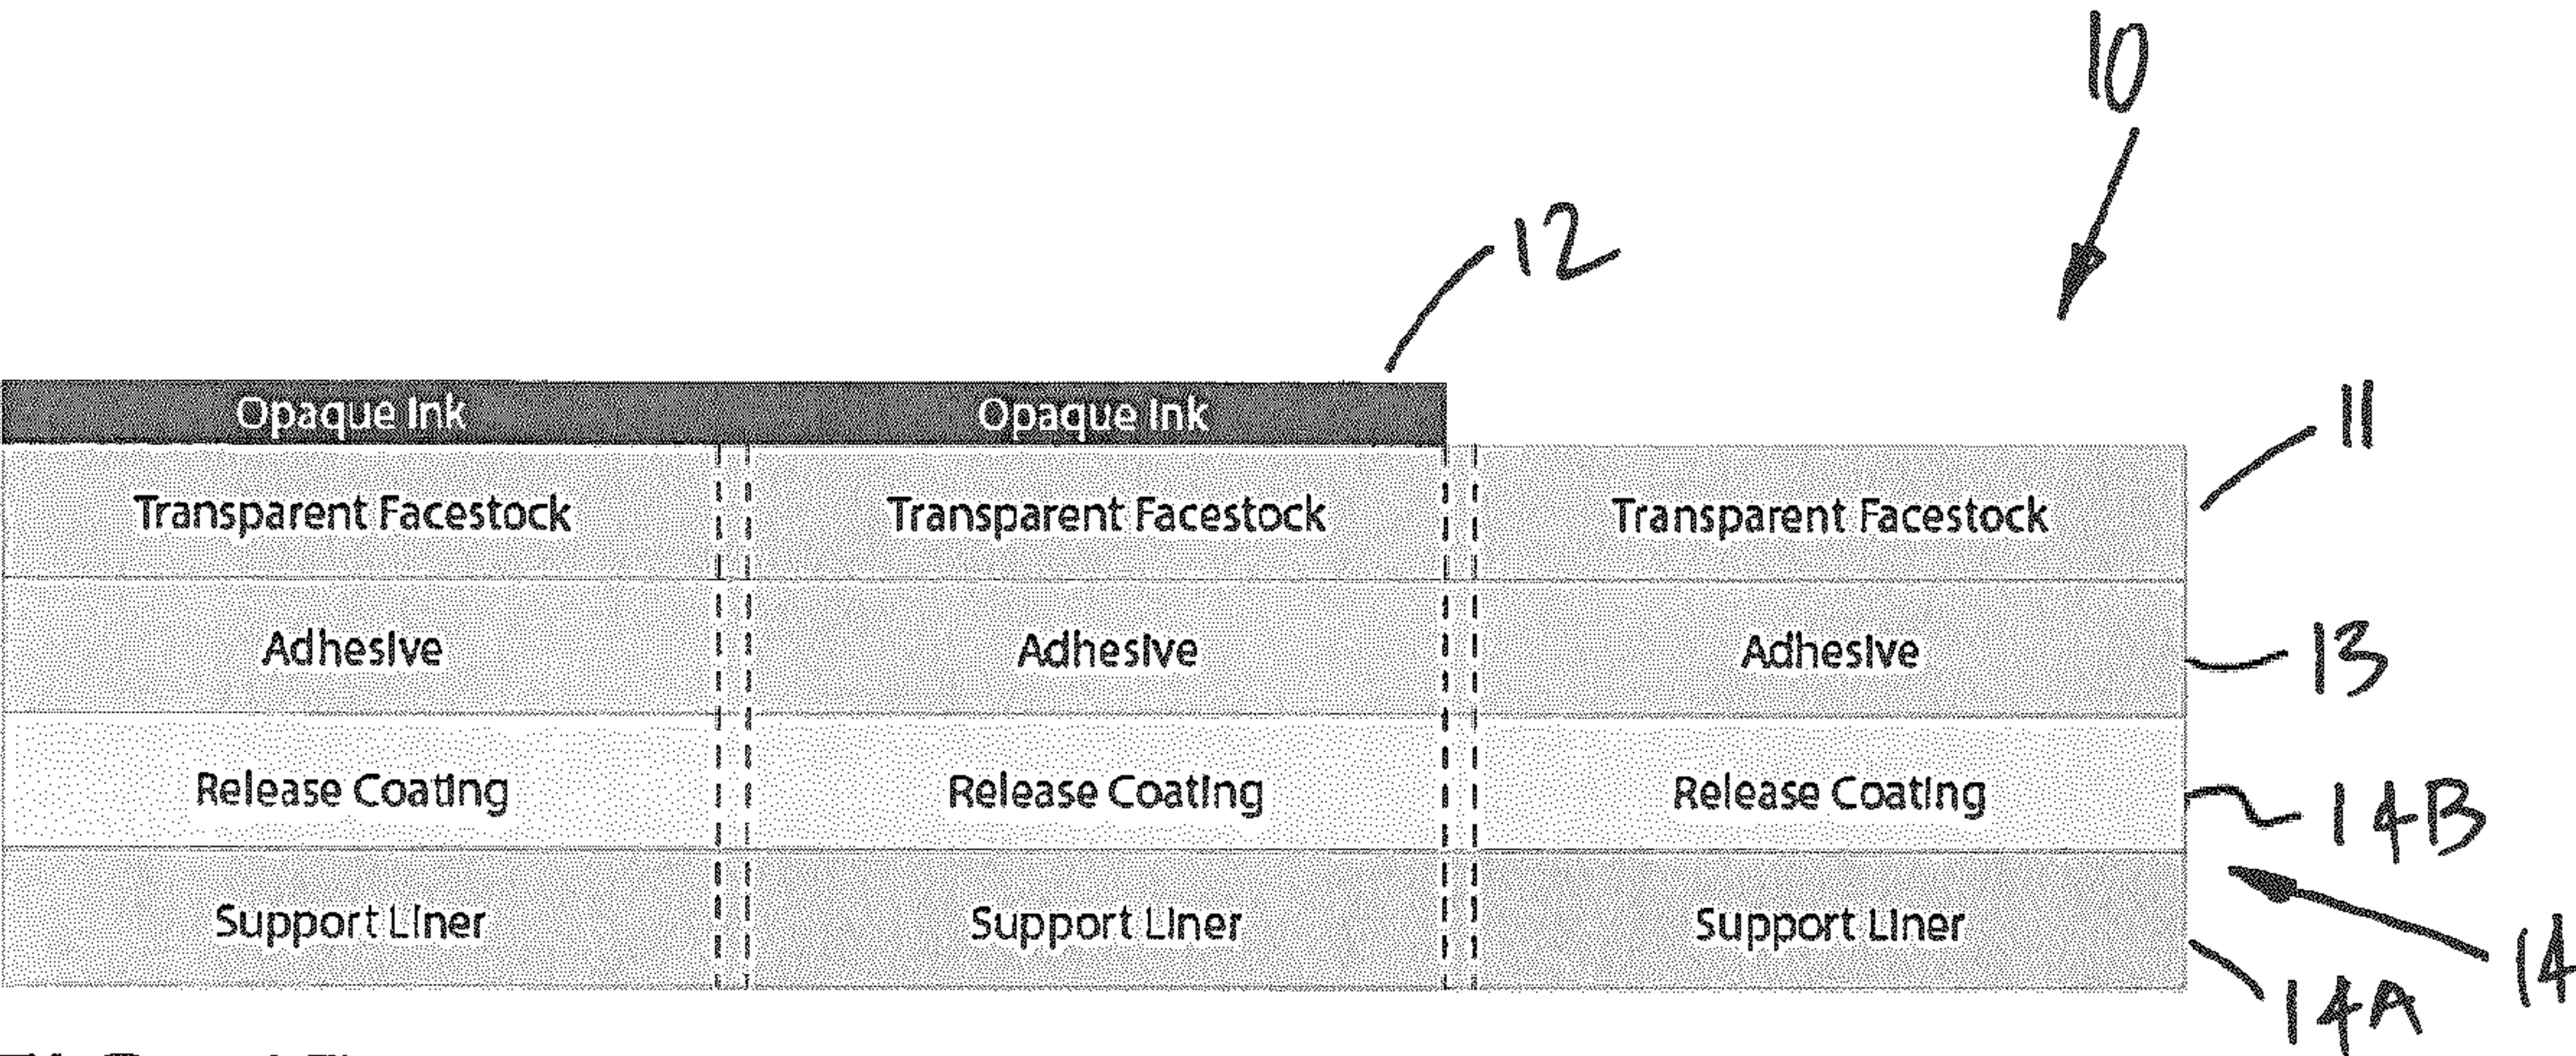 10
12
Opaque Ink Opaque Ink
11
Transparent Facestock Transparent Facestock Transparent Facestock
Adhesive Adhesive Adhesive
13
Release Coating Release Coating Release Coating
14B
Support Liner Support Liner Support Liner
14
14A